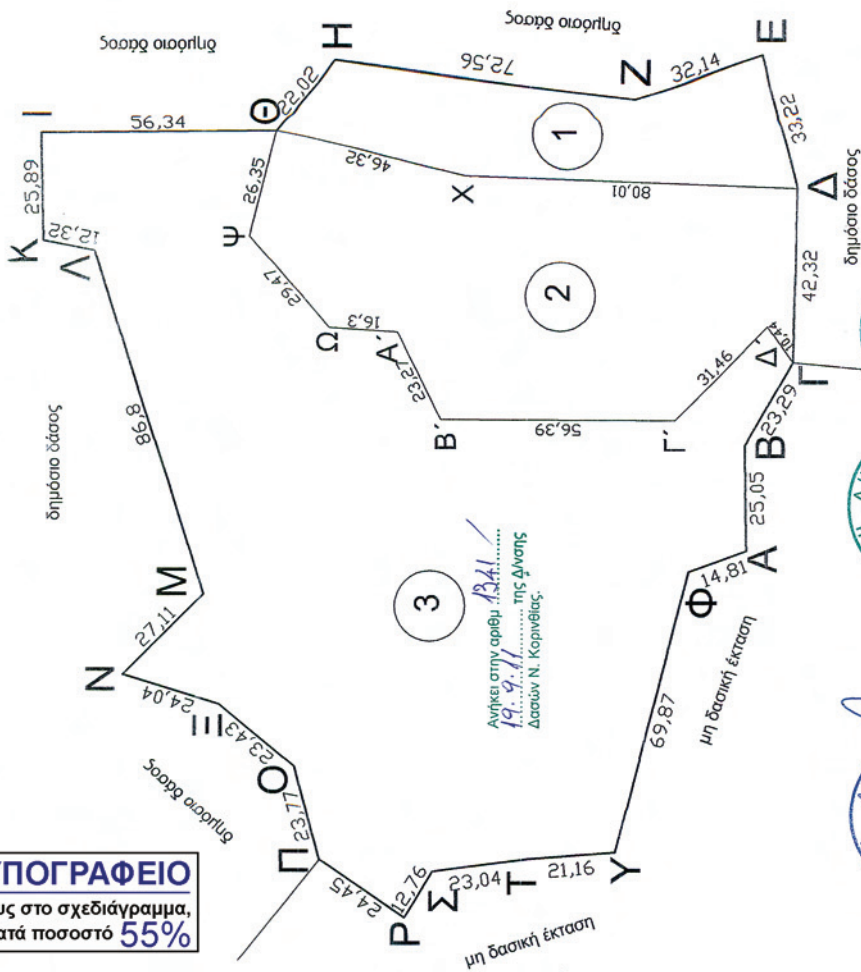 δημόσιο δάσος
Η
72,56
δημόσιο δάσος
Ζ
32,14
Ε
22,02
Θ
Ι
56,34
25,89
Κ
12,32
Λ
26,35
46,32
1
33,22
Χ
80,01
Δ
δημόσιο δάσος
Ψ
29,47
Ω
16,3
Α΄
23,27
Β΄
2
42,32
56,39
Γ΄
31,46
Δ΄
10,44
Γ
23,29
Β
25,05
Α
14,81
Φ
86,8
δημόσιο δάσος
Μ
27,11
Ν
24,04
Ξ
23,43
Ο
23,77
Π
24,45
Ρ
12,76
Σ
23,04
Τ
21,16
Υ
69,87
3
Ανήκει στην αριθμ. 1341
19.9.11 της Δ/νσης
Δασών Ν. Κορινθίας.
μη δασική έκταση
μη δασική έκταση
δημόσιο δάσος
ΥΠΟΓΡΑΦΕΙΟ
υς στο σχεδιάγραμμα,
ατά ποσοστό 55%